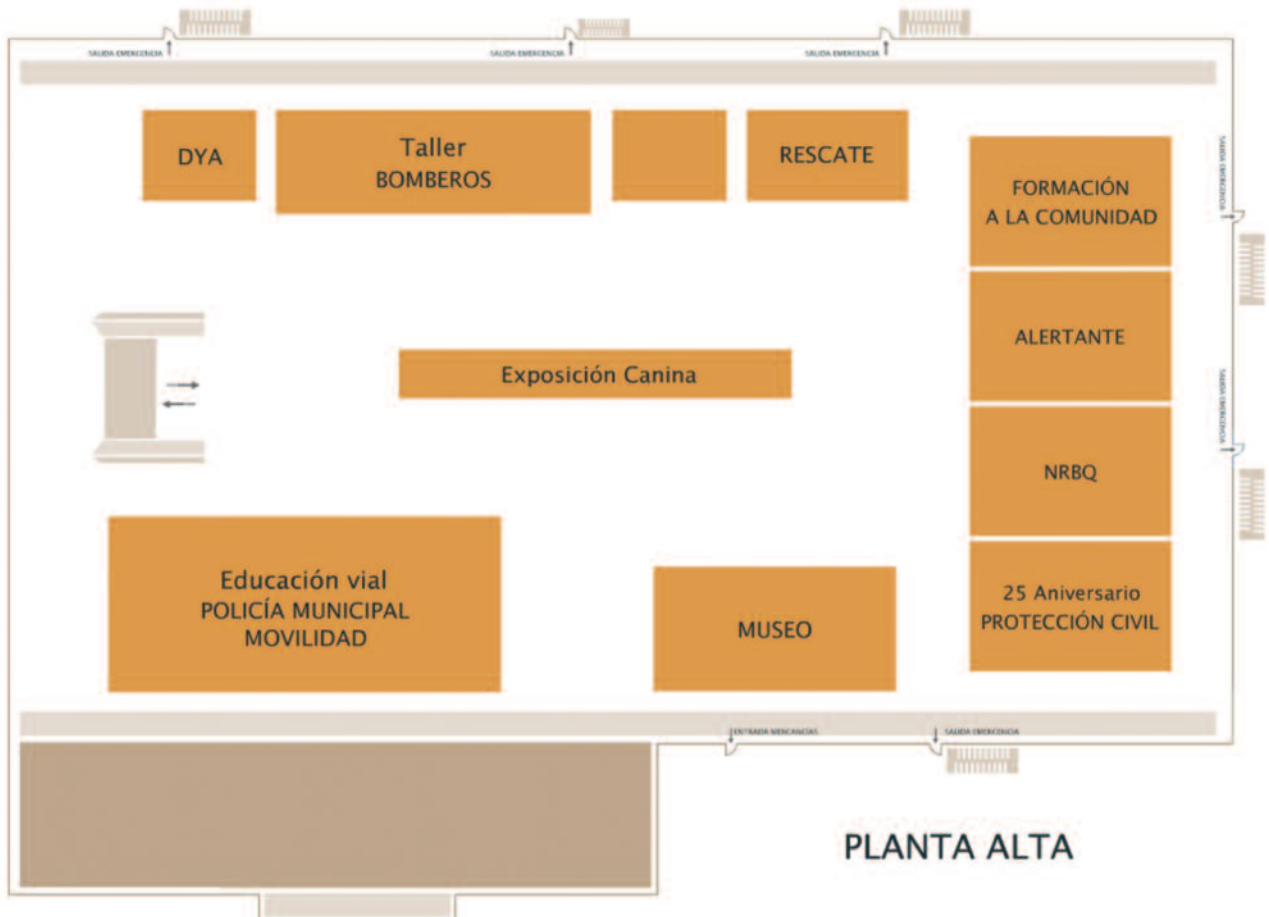 SALIDA EMERGENCIA
SALIDA EMERGENCIA
SALIDA EMERGENCIA
DYA
Taller
BOMBEROS
RESCATE
FORMACIÓN
A LA COMUNIDAD
SALIDA EMERGENCIA
ALERTANTE
Exposición Canina
SALIDA EMERGENCIA
NRBQ
Educación vial
POLICÍA MUNICIPAL
MOVILIDAD
MUSEO
25 Aniversario
PROTECCIÓN CIVIL
ENTRADA MERCANCIAS
SALIDA EMERGENCIA
PLANTA ALTA